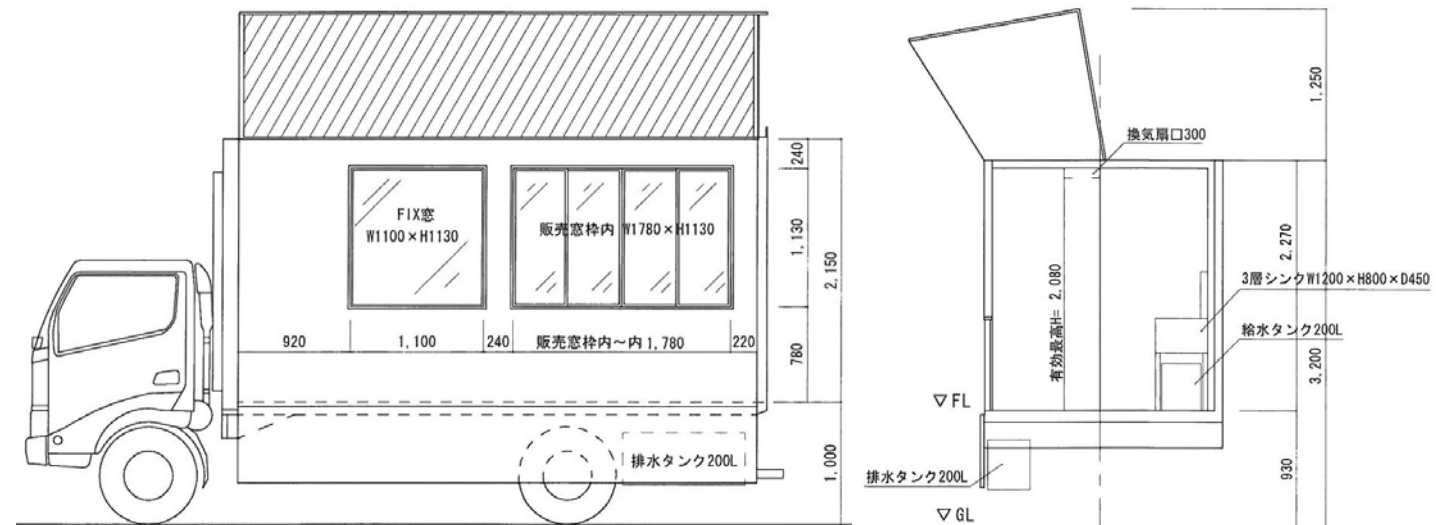 FIX窓
W1100×H1130
販売窓枠内 W1780×H1130
920
1,100
240
販売窓枠内～内1,780
220
240
1,130
780
2,150
1,000
排水タンク200L
換気扇口300
1,250
2,270
有効最高H= 2,080
3層シンクW1200×H800×D450
給水タンク200L
3,200
▽FL
930
排水タンク200L
▽GL